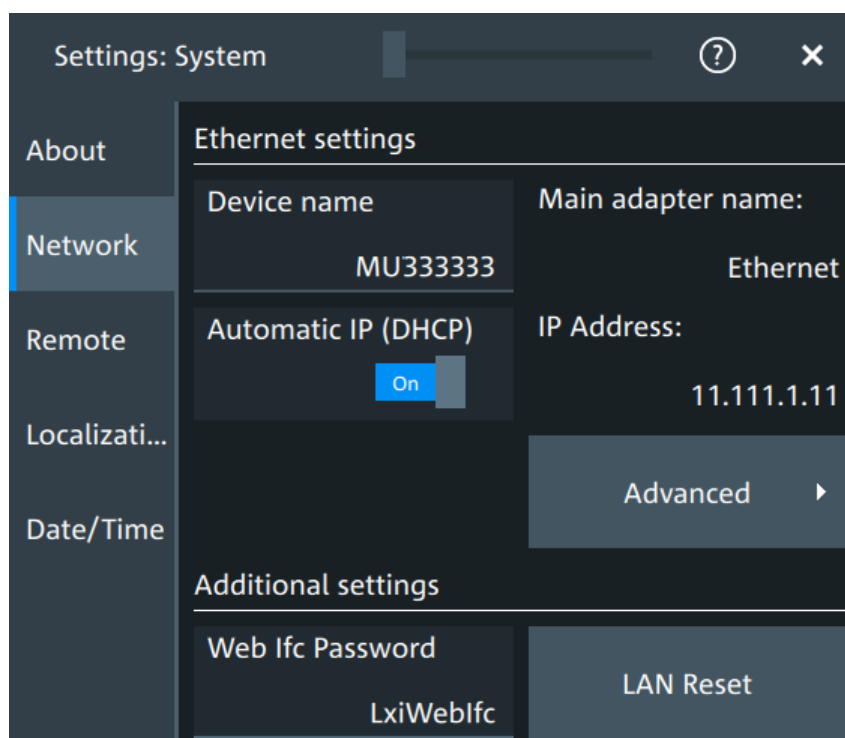 Settings: System
?
About
Network
Remote
Localizati...
Date/Time
Ethernet settings
Device name
MU333333
Main adapter name:
Ethernet
Automatic IP (DHCP)
On
IP Address:
11.111.1.11
Advanced
Additional settings
Web Ifc Password
LxiWebIfc
LAN Reset